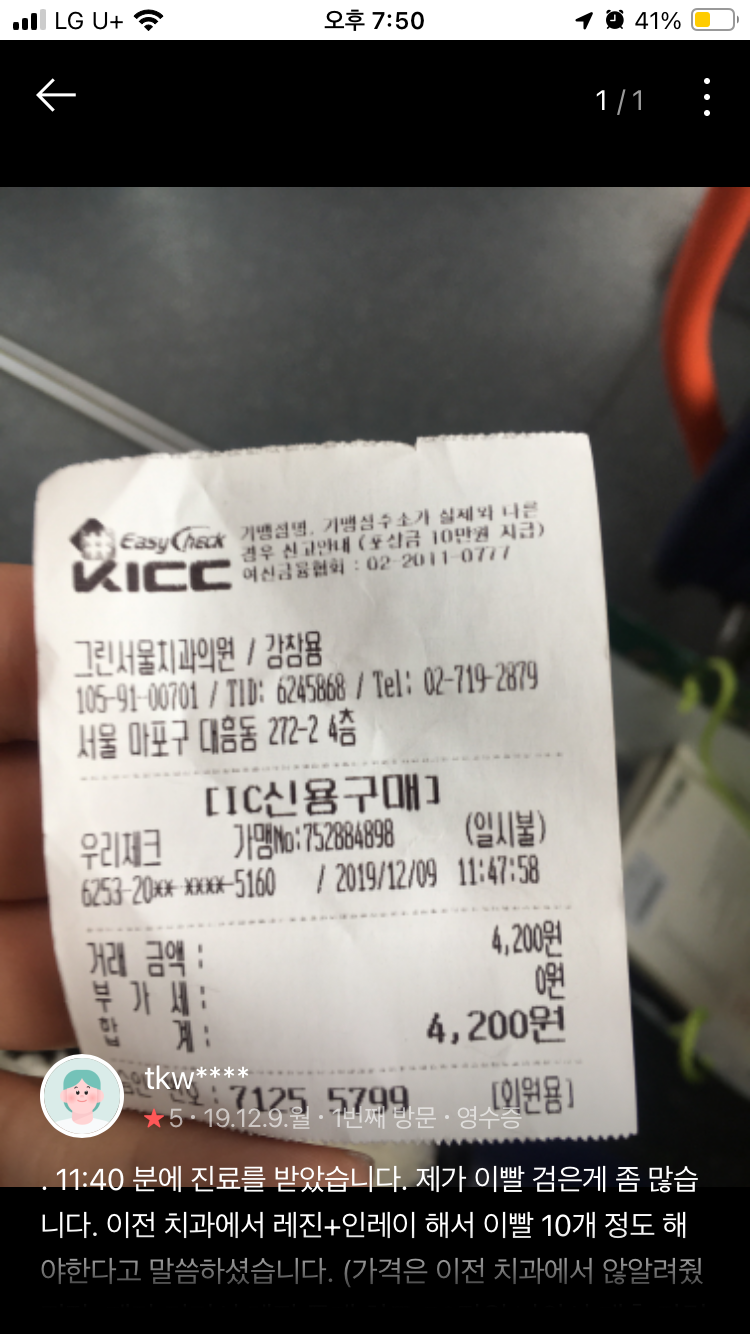 LG U+
오후 7:50
41%
1 / 1
EasyCheck
KICC
가맹점명, 가맹점주소가 실제와 다른
경우 신고안내 (포상금 10만원 지급)
여신금융협회 : 02-2011-0777
그린서울치과의원 / 감참용
105-91-00701 / TID: 6245868 / Tel: 02-719-2879
서울 마포구 대흥동 272-2 4층
[IC신용구매]
우리체크 가맹No:752884898 (일시불)
6253-20**-****-5160 / 2019/12/09 11:47:58
거래 금액 : 4,200원
부 가 세 : 0원
합 계 : 4,200원
승인 번호 : 7125 5799 [회원용]
tkw****
★5 · 19.12.9.월 · 1번째 방문 · 영수증
. 11:40 분에 진료를 받았습니다. 제가 이빨 검은게 좀 많습
니다. 이전 치과에서 레진+인레이 해서 이빨 10개 정도 해
야한다고 말씀하셨습니다. (가격은 이전 치과에서 않알려줬